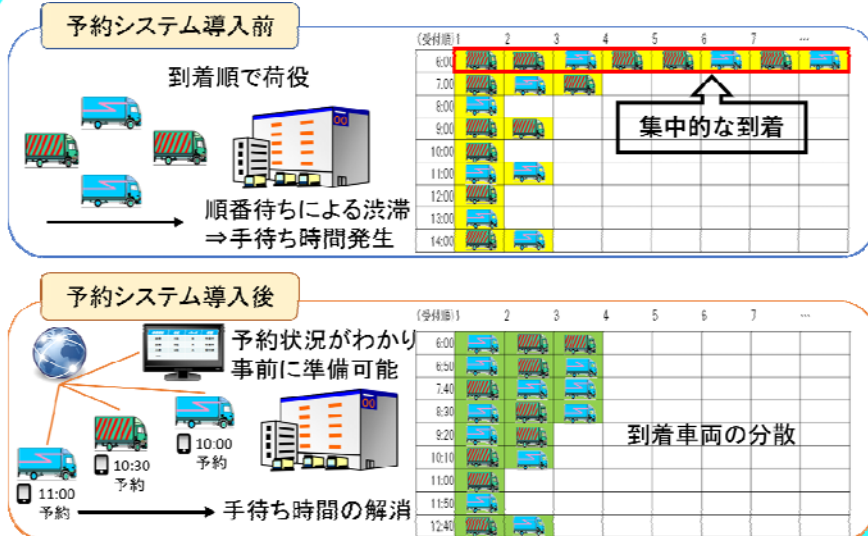 予約システム導入前
到着順で荷役
順番待ちによる渋滞
⇒手待ち時間発生
(受付順) 1 2 3 4 5 6 7 …
6:00
7:00
8:00
9:00
10:00
11:00
12:00
13:00
14:00
集中的な到着
予約システム導入後
予約状況がわかり
事前に準備可能
10:00
予約
10:30
予約
11:00
予約
手待ち時間の解消
(受付順) 1 2 3 4 5 6 7 …
6:00
6:50
7:40
8:30
9:20
10:10
11:00
11:50
12:40
到着車両の分散